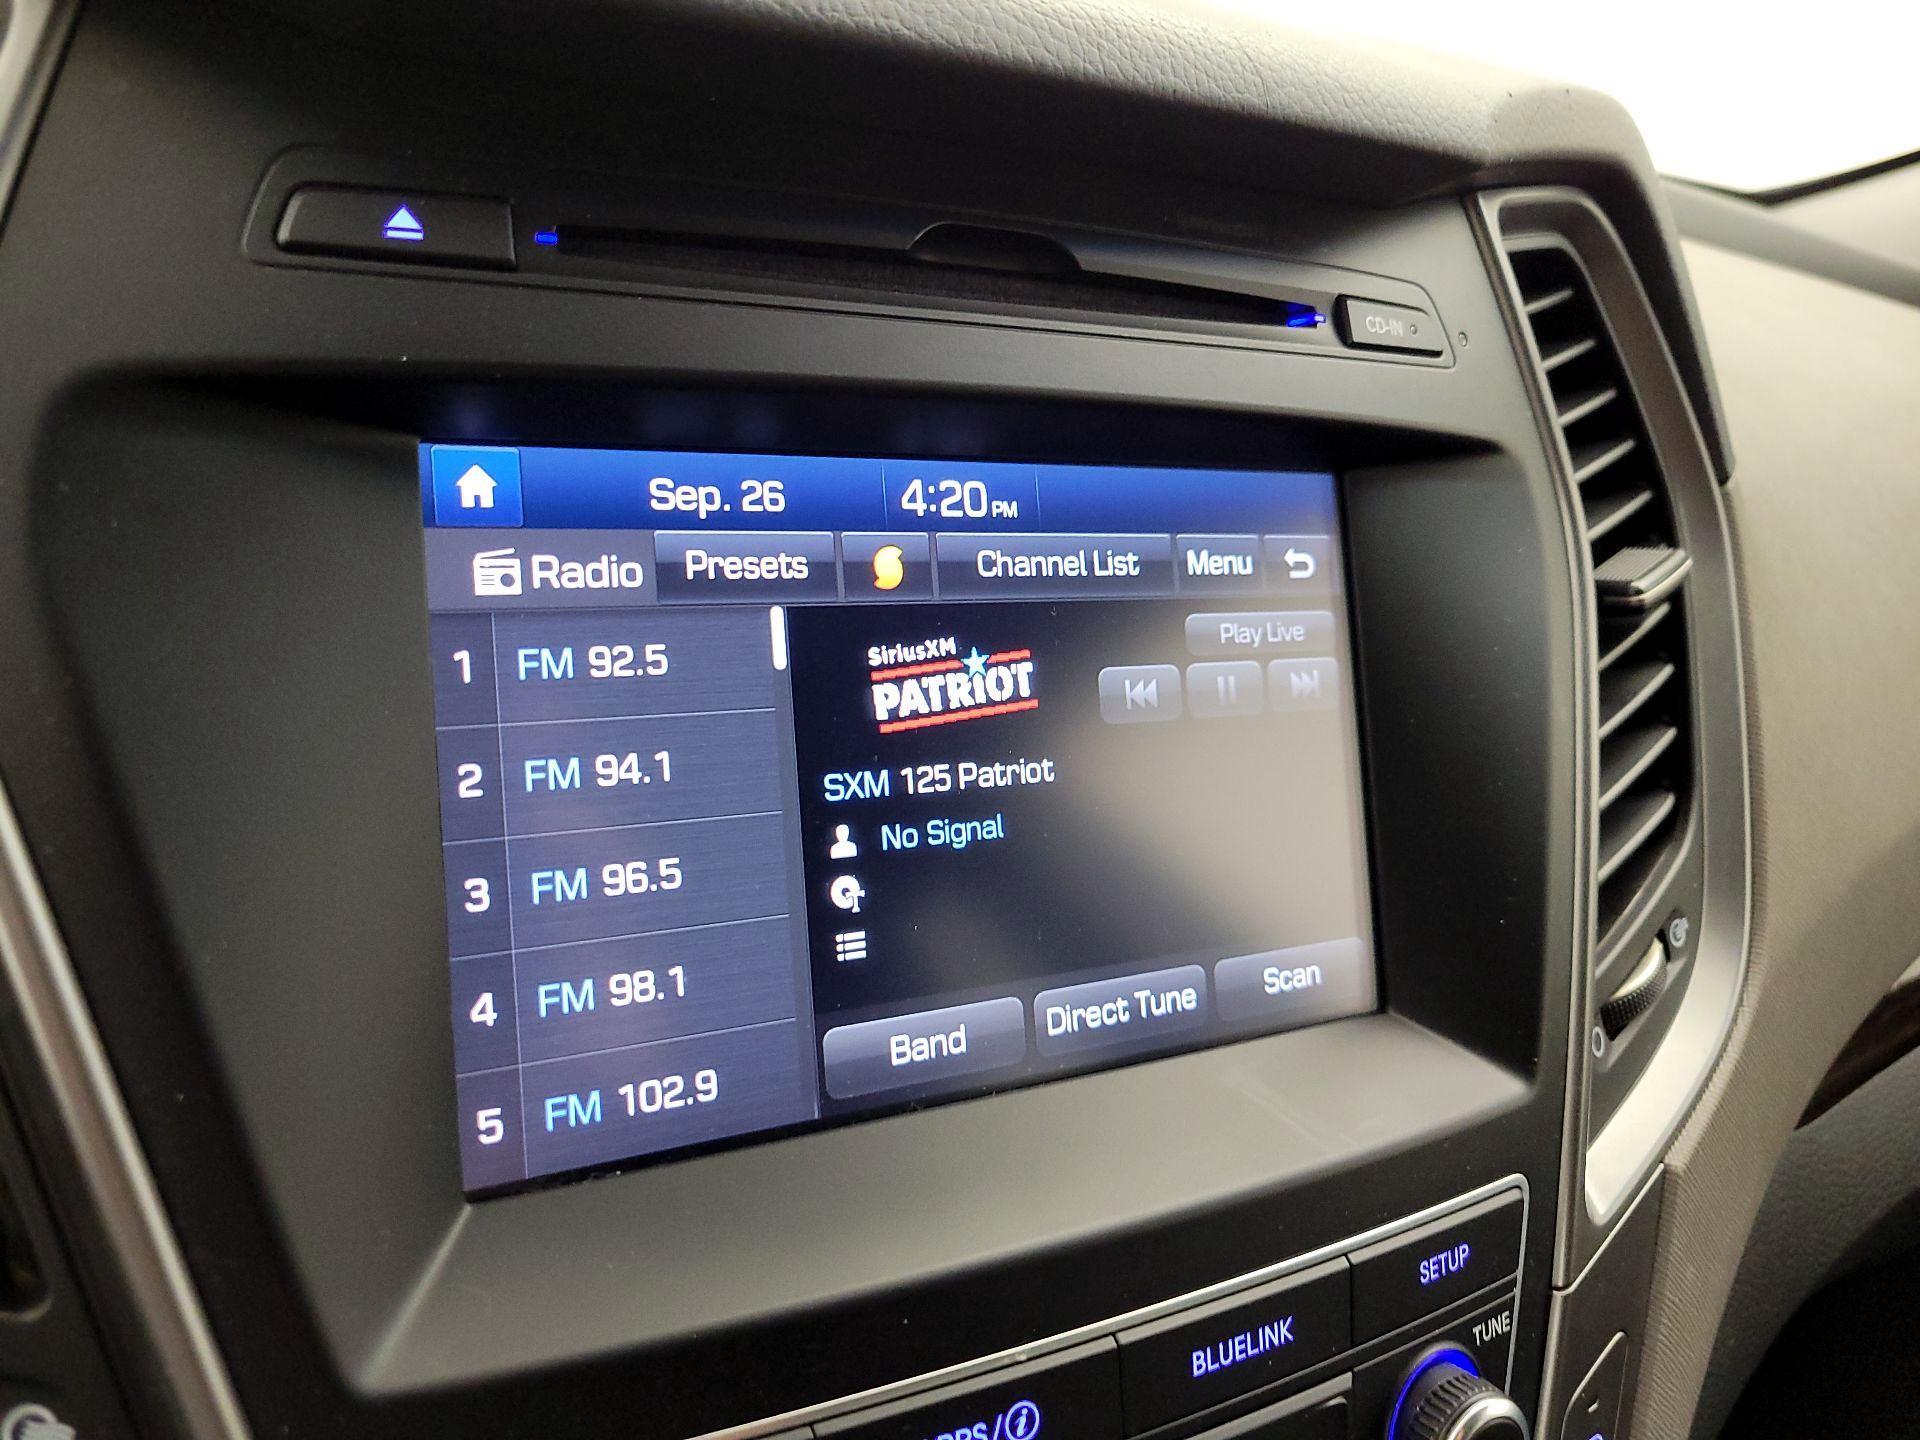 CD-IN
Sep. 26
4:20 PM
Radio
Presets
Channel List
Menu
1 FM 92.5
2 FM 94.1
3 FM 96.5
4 FM 98.1
5 FM 102.9
SiriusXM
PATRIOT
Play Live
SXM 125 Patriot
No Signal
Band
Direct Tune
Scan
SETUP
BLUELINK
TUNE